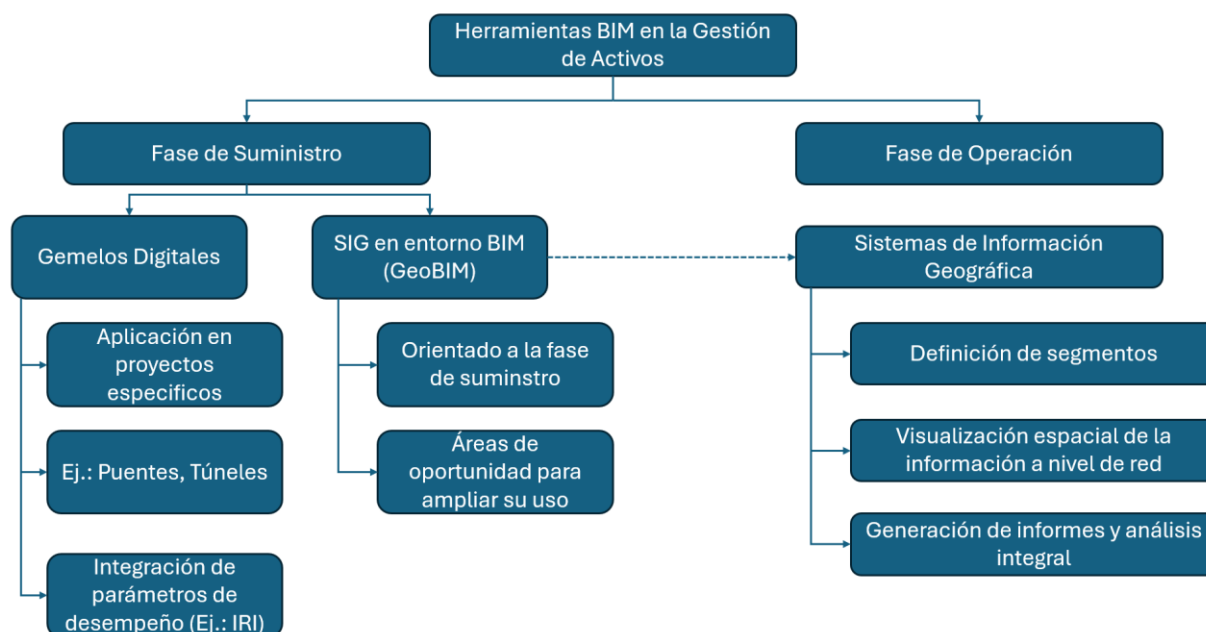 Herramientas BIM en la Gestión
de Activos
Fase de Suministro
Fase de Operación
Gemelos Digitales
SIG en entorno BIM
(GeoBIM)
Sistemas de Información
Geográfica
Aplicación en
proyectos especificos
Ej.: Puentes, Túneles
Integración de
parámetros de
desempeño (Ej.: IRI)
Orientado a la fase
de suminstro
Áreas de
oportunidad para
ampliar su uso
Definición de segmentos
Visualización espacial de la
información a nivel de red
Generación de informes y análisis
integral